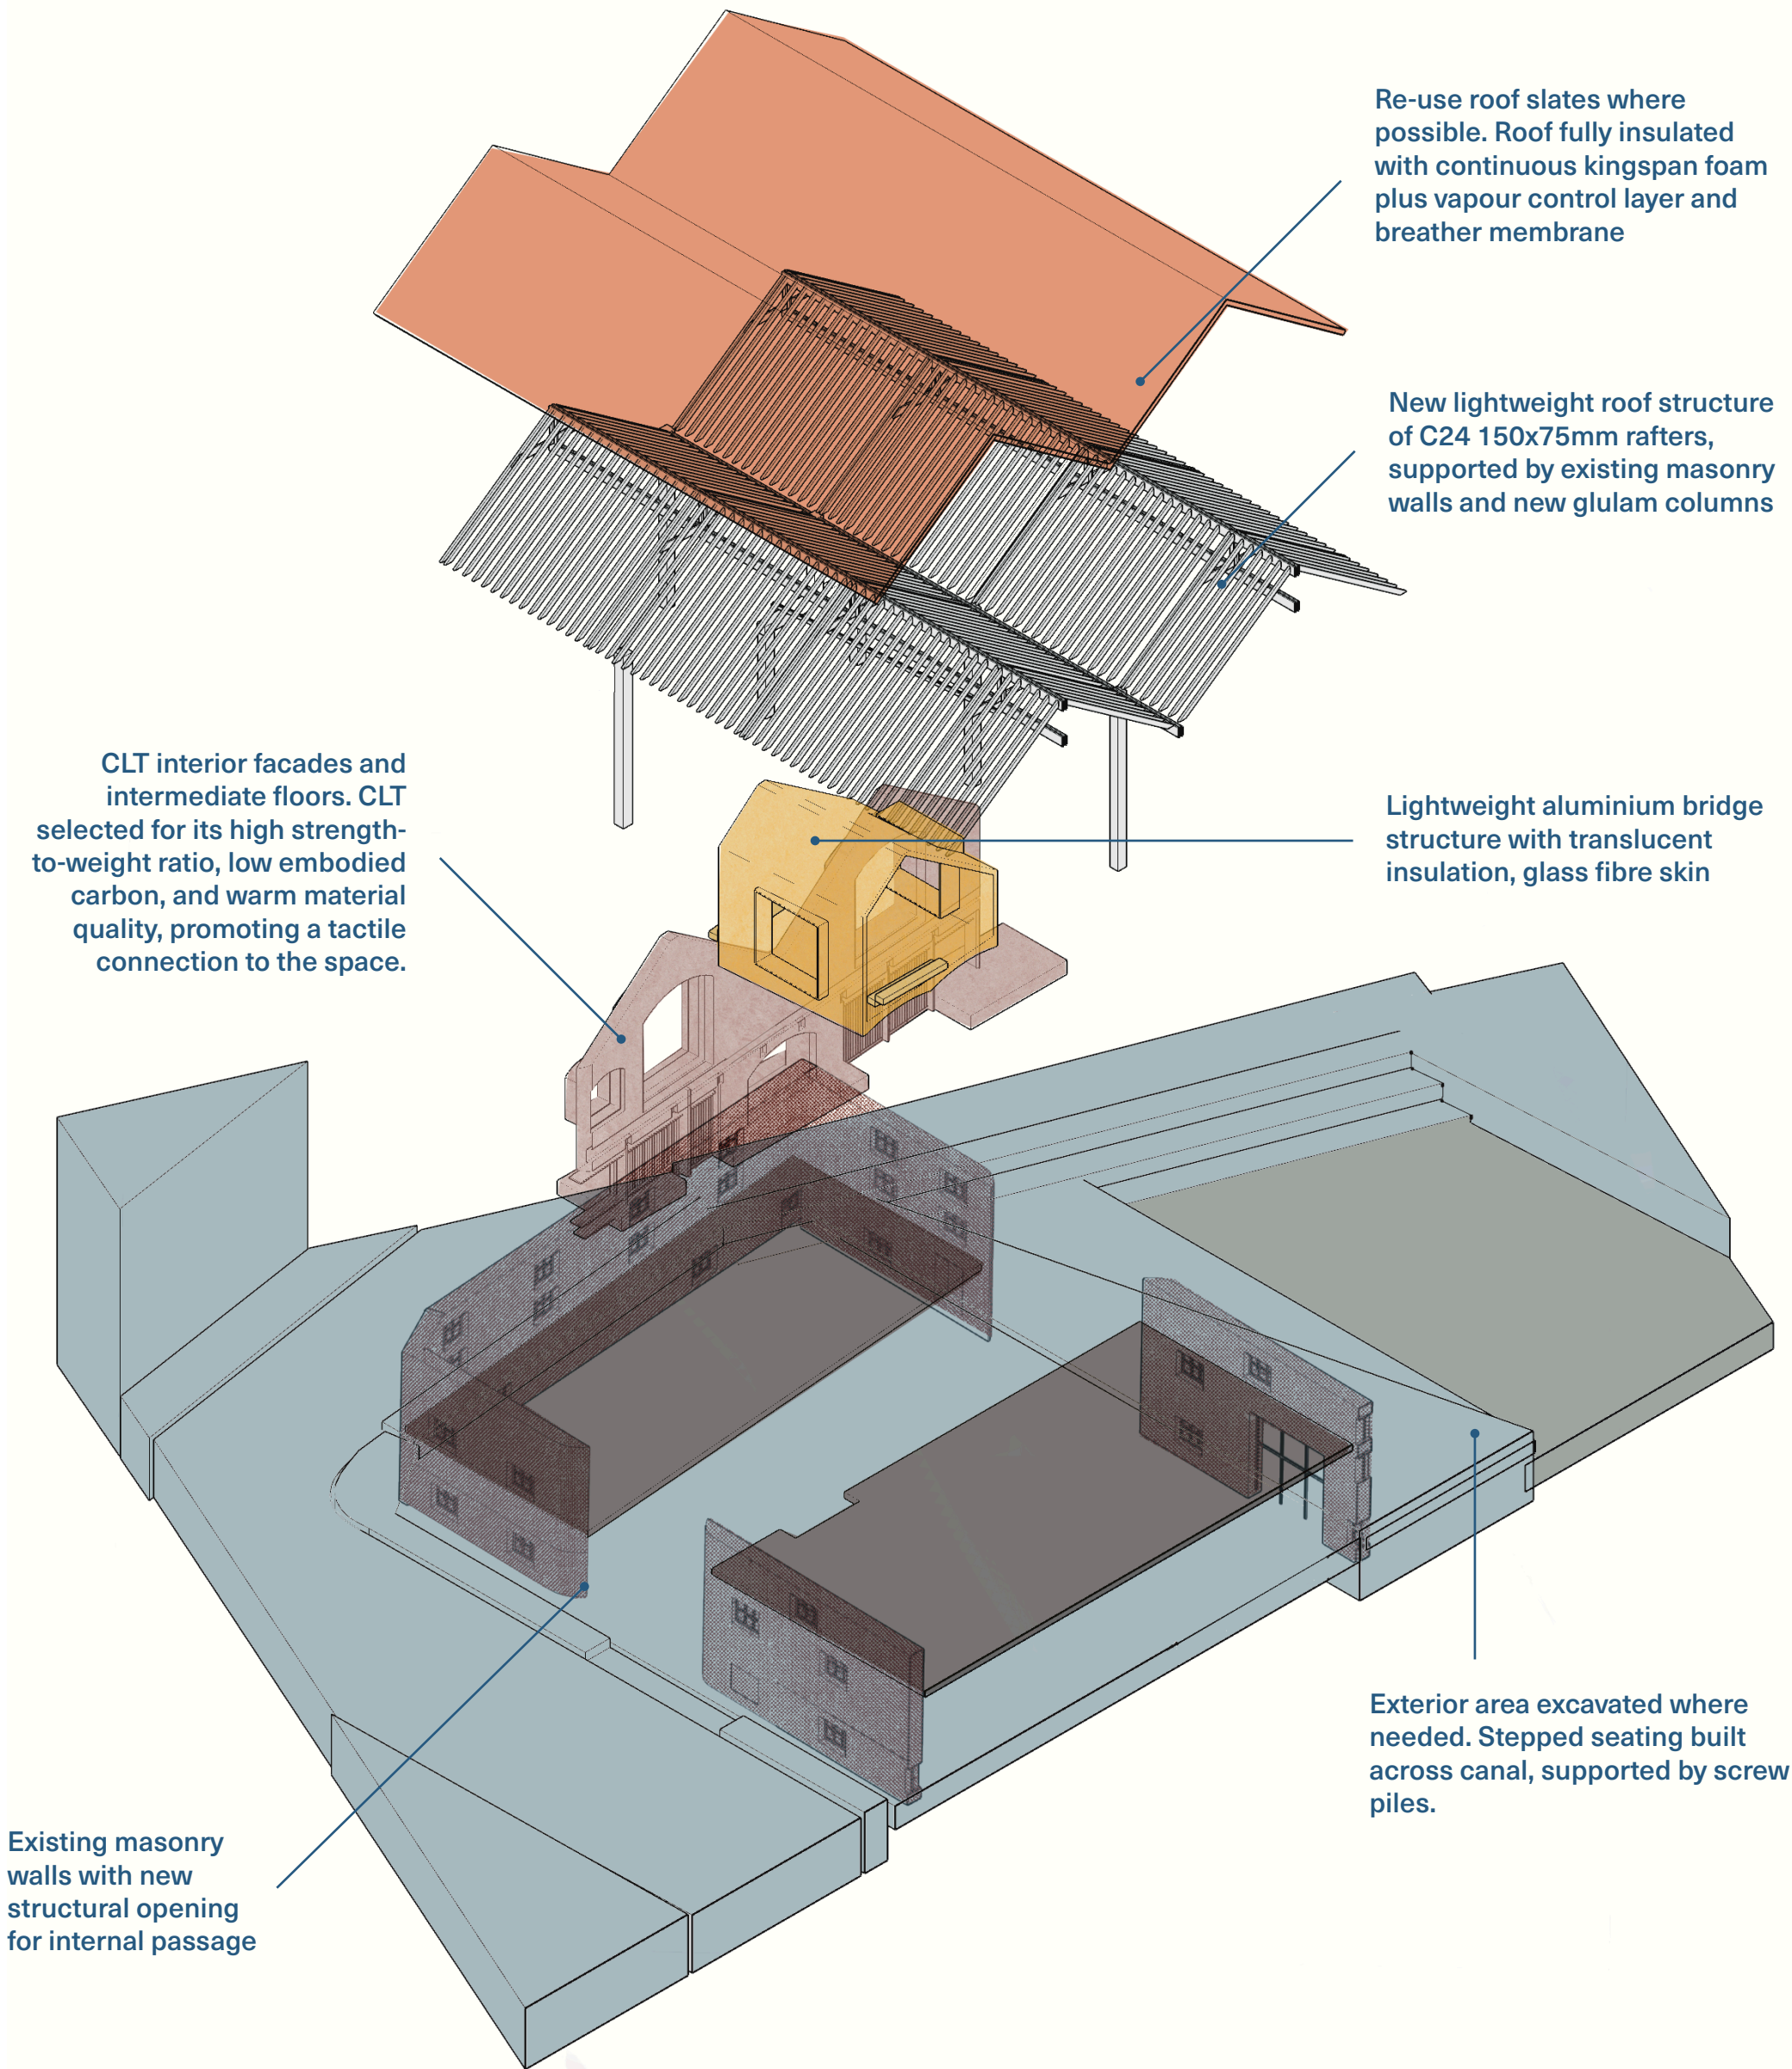 Re-use roof slates where
possible. Roof fully insulated
with continuous kingspan foam
plus vapour control layer and
breather membrane
New lightweight roof structure
of C24 150x75mm rafters,
supported by existing masonry
walls and new glulam columns
CLT interior facades and
intermediate floors. CLT
selected for its high strength-
to-weight ratio, low embodied
carbon, and warm material
quality, promoting a tactile
connection to the space.
Lightweight aluminium bridge
structure with translucent
insulation, glass fibre skin
Exterior area excavated where
needed. Stepped seating built
across canal, supported by screw
piles.
Existing masonry
walls with new
structural opening
for internal passage